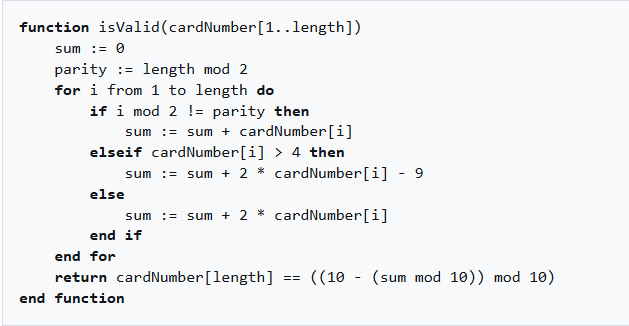 function isValid(cardNumber[1..length])
    sum := 0
    parity := length mod 2
    for i from 1 to length do
        if i mod 2 != parity then
            sum := sum + cardNumber[i]
        elseif cardNumber[i] > 4 then
            sum := sum + 2 * cardNumber[i] - 9
        else
            sum := sum + 2 * cardNumber[i]
        end if
    end for
    return cardNumber[length] == ((10 - (sum mod 10)) mod 10)
end function